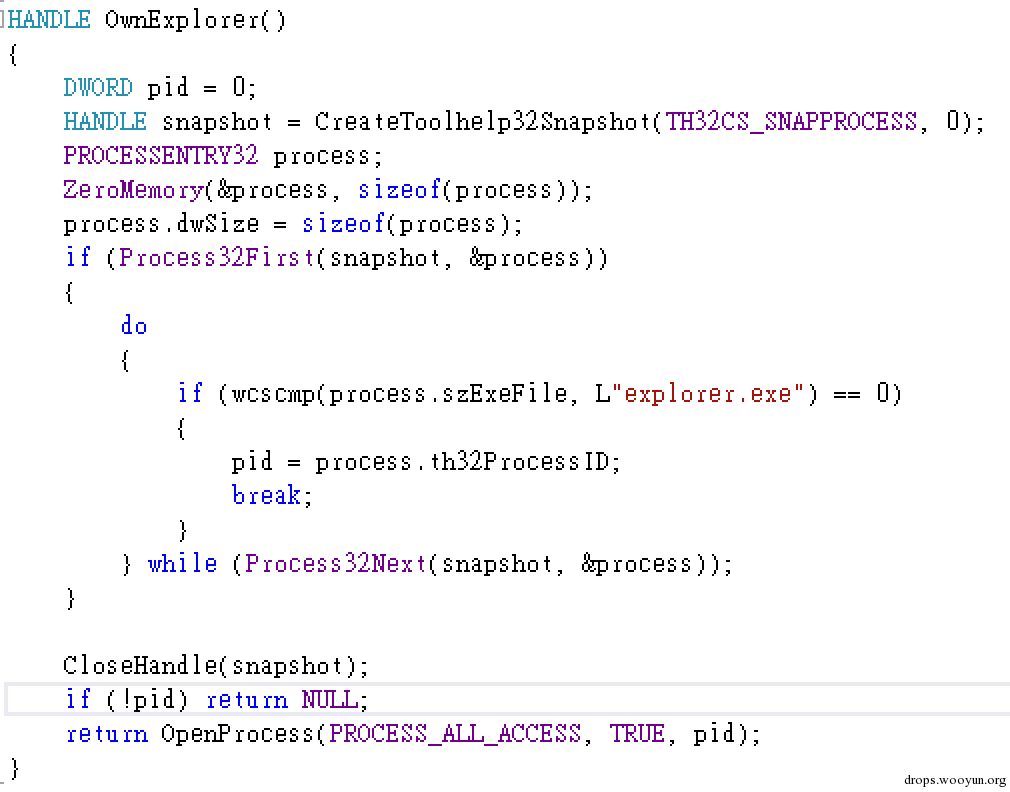 HANDLE OwnExplorer()
{
    DWORD pid = 0;
    HANDLE snapshot = CreateToolhelp32Snapshot(TH32CS_SNAPPROCESS, 0);
    PROCESSENTRY32 process;
    ZeroMemory(&process, sizeof(process));
    process.dwSize = sizeof(process);
    if (Process32First(snapshot, &process))
    {
        do
        {
            if (wcscmp(process.szExeFile, L"explorer.exe") == 0)
            {
                pid = process.th32ProcessID;
                break;
            }
        } while (Process32Next(snapshot, &process));
    }

    CloseHandle(snapshot);
    if (!pid) return NULL;
    return OpenProcess(PROCESS_ALL_ACCESS, TRUE, pid);
}
drops.wooyun.org